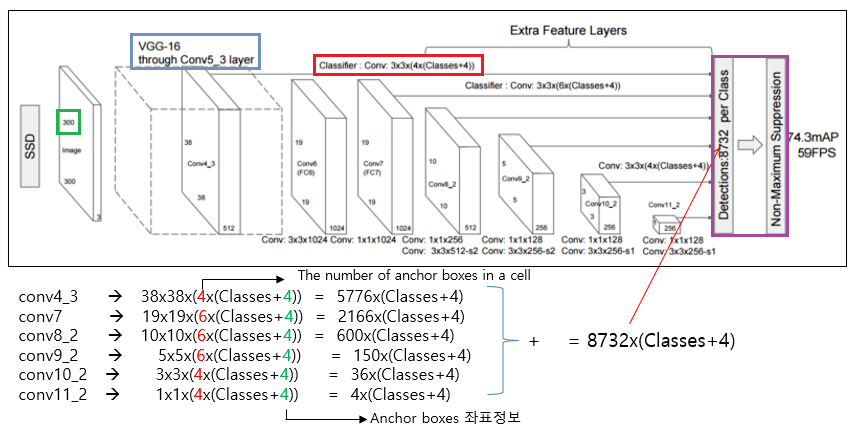 Extra Feature Layers
VGG-16
through Conv5_3 layer
Classifier : Conv: 3x3x(4x(Classes+4))
Classifier : Conv: 3x3x(6x(Classes+4))
SSD
300
Image
300
3
38
Conv4_3
38
512
19
Conv6
(FC6)
19
1024
19
Conv7
(FC7)
19
1024
10
Conv8_2
10
512
5
Conv9_2
5
256
Conv: 3x3x(4x(Classes+4))
3
Conv10_2
3
256
Conv11_2
1
256
Detections:8732 per Class
Non-Maximum Suppression
74.3mAP
59FPS
Conv: 3x3x1024
Conv: 1x1x1024
Conv: 1x1x256
Conv: 3x3x512-s2
Conv: 1x1x128
Conv: 3x3x256-s2
Conv: 1x1x128
Conv: 3x3x256-s1
Conv: 1x1x128
Conv: 3x3x256-s1
The number of anchor boxes in a cell
conv4_3 → 38x38x(4x(Classes+4)) = 5776x(Classes+4)
conv7 → 19x19x(6x(Classes+4)) = 2166x(Classes+4)
conv8_2 → 10x10x(6x(Classes+4)) = 600x(Classes+4)
conv9_2 → 5x5x(6x(Classes+4)) = 150x(Classes+4)
conv10_2 → 3x3x(4x(Classes+4)) = 36x(Classes+4)
conv11_2 → 1x1x(4x(Classes+4)) = 4x(Classes+4)
+ = 8732x(Classes+4)
Anchor boxes 좌표정보